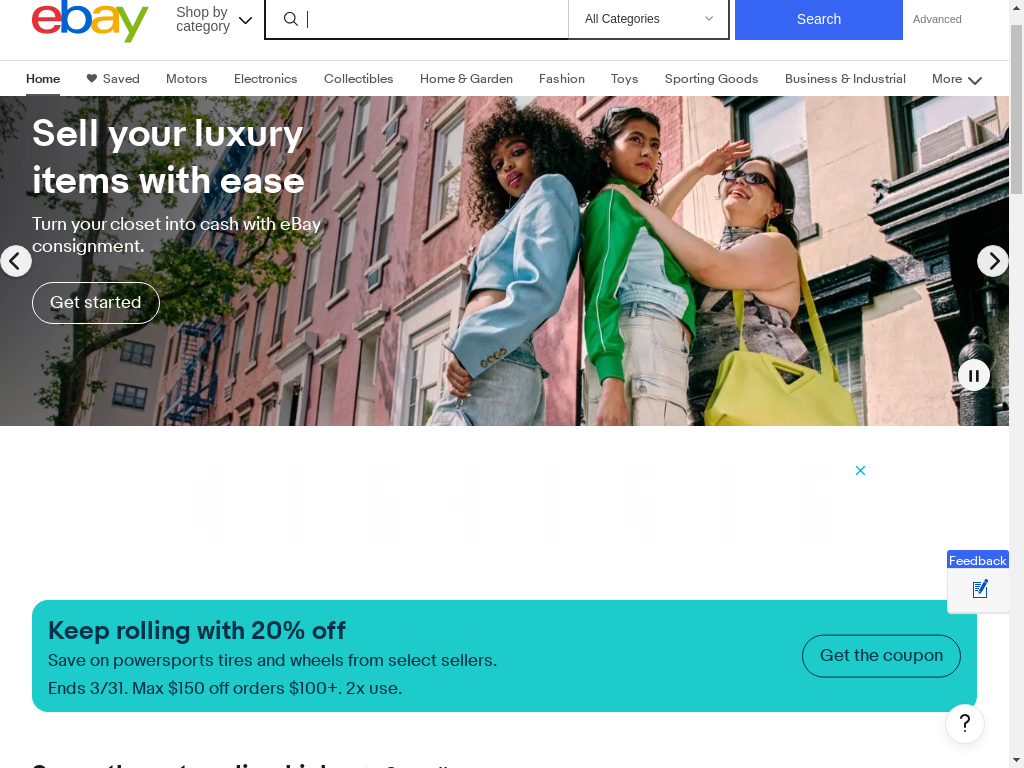 ebay
Shop by
category
All Categories
Search
Advanced
Home
Saved
Motors
Electronics
Collectibles
Home & Garden
Fashion
Toys
Sporting Goods
Business & Industrial
More
Sell your luxury
items with ease
Turn your closet into cash with eBay
consignment.
Get started
Feedback
Keep rolling with 20% off
Save on powersports tires and wheels from select sellers.
Ends 3/31. Max $150 off orders $100+. 2x use.
Get the coupon
?